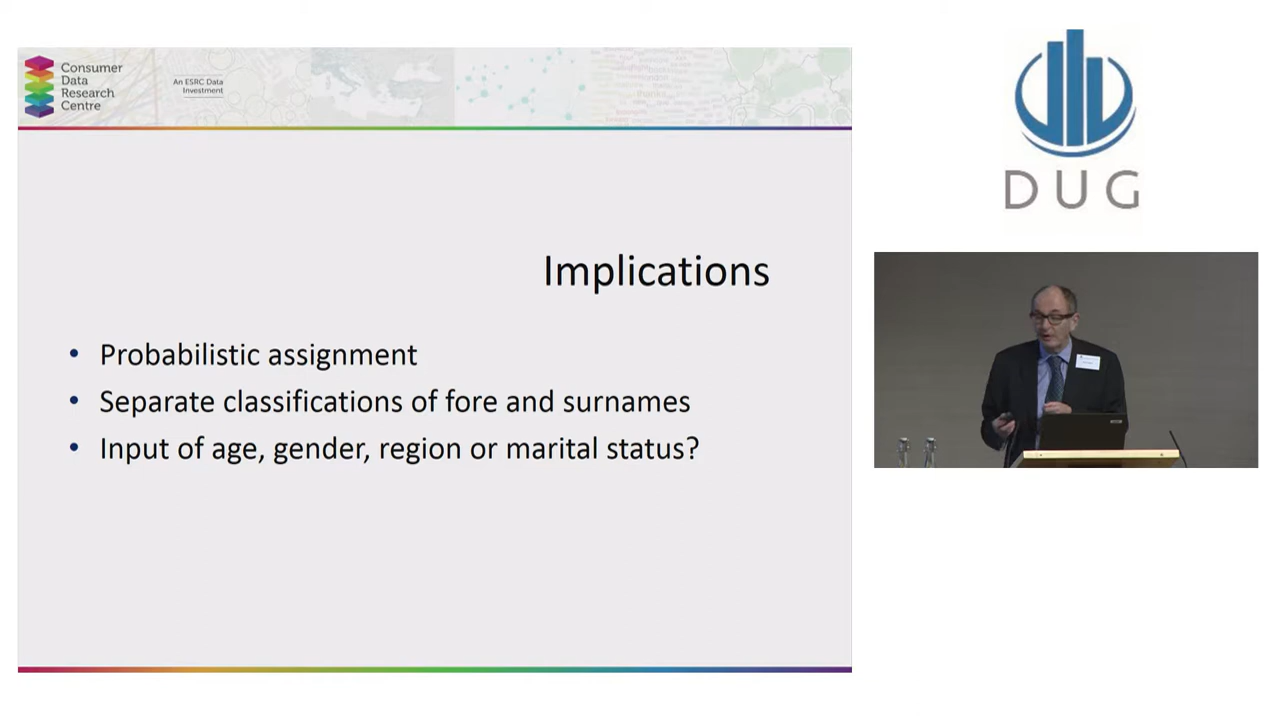 Consumer
Data
Research
Centre
An ESRC Data
Investment
Implications
• Probabilistic assignment
• Separate classifications of fore and surnames
• Input of age, gender, region or marital status?
DUG